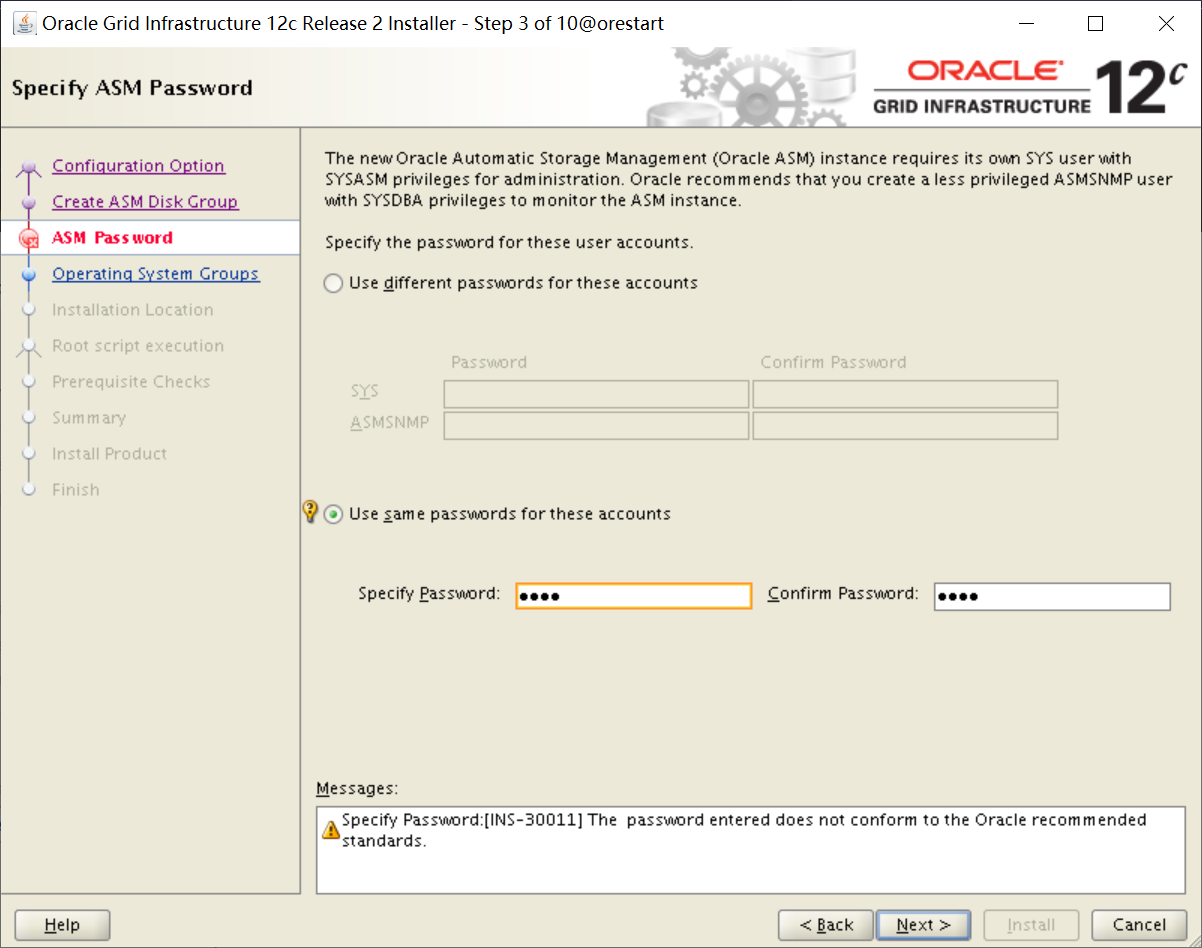 Oracle Grid Infrastructure 12c Release 2 Installer - Step 3 of 10@orestart
Specify ASM Password
ORACLE
GRID INFRASTRUCTURE
12c
Configuration Option
Create ASM Disk Group
ASM Password
Operating System Groups
Installation Location
Root script execution
Prerequisite Checks
Summary
Install Product
Finish
The new Oracle Automatic Storage Management (Oracle ASM) instance requires its own SYS user with
SYSASM privileges for administration. Oracle recommends that you create a less privileged ASMSNMP user
with SYSDBA privileges to monitor the ASM instance.
Specify the password for these user accounts.
Use different passwords for these accounts
Password Confirm Password
SYS
ASMSNMP
Use same passwords for these accounts
Specify Password: •••• Confirm Password: ••••
Messages:
Specify Password:[INS-30011] The  password entered does not conform to the Oracle recommended
standards.
Help < Back Next > Install Cancel